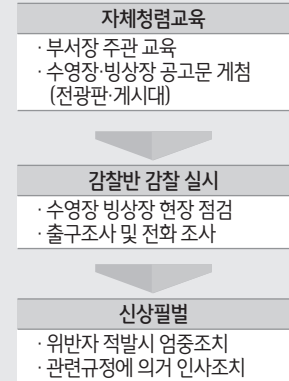 자체청렴교육
· 부서장 주관 교육
· 수영장·빙상장 공고문 게첨
(전광판·게시대)
감찰반 감찰 실시
· 수영장 빙상장 현장 점검
· 출구조사 및 전화 조사
신상필벌
· 위반자 적발시 엄중조치
· 관련규정에 의거 인사조치